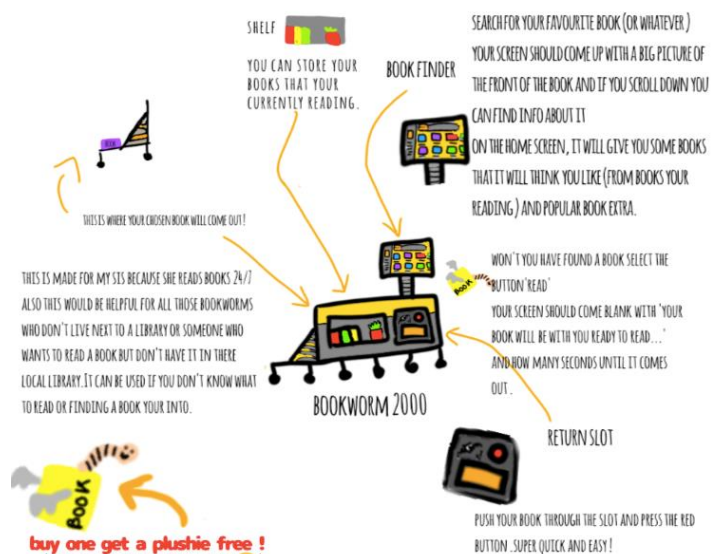 SHELF
YOU CAN STORE YOUR
BOOKS THAT YOUR
CURRENTLY READING.
BOOK FINDER
SEARCH FOR YOUR FAVOURITE BOOK (OR WHATEVER)
YOUR SCREEN SHOULD COME UP WITH A BIG PICTURE OF
THE FRONT OF THE BOOK AND IF YOU SCROLL DOWN YOU
CAN FIND INFO ABOUT IT
ON THE HOME SCREEN, IT WILL GIVE YOU SOME BOOKS
THAT IT WILL THINK YOU LIKE (FROM BOOKS YOUR
READING) AND POPULAR BOOK EXTRA.
THIS IS WHERE YOUR CHOSEN BOOK WILL COME OUT!
THIS IS MADE FOR MY SIS BECAUSE SHE READS BOOKS 24/7
ALSO THIS WOULD BE HELPFUL FOR ALL THOSE BOOKWORMS
WHO DON'T LIVE NEXT TO A LIBRARY OR SOMEONE WHO
WANTS TO READ A BOOK BUT DON'T HAVE IT IN THERE
LOCAL LIBRARY.IT CAN BE USED IF YOU DON'T KNOW WHAT
TO READ OR FINDING A BOOK YOUR INTO.
BOOK
WON'T YOU HAVE FOUND A BOOK SELECT THE
BUTTON 'READ'
YOUR SCREEN SHOULD COME BLANK WITH 'YOUR
BOOK WILL BE WITH YOU READY TO READ...'
AND HOW MANY SECONDS UNTIL IT COMES
OUT.
BOOKWORM 2000
RETURN SLOT
PUSH YOUR BOOK THROUGH THE SLOT AND PRESS THE RED
BUTTON .SUPER QUICK AND EASY!
BOOK
buy one get a plushie free !